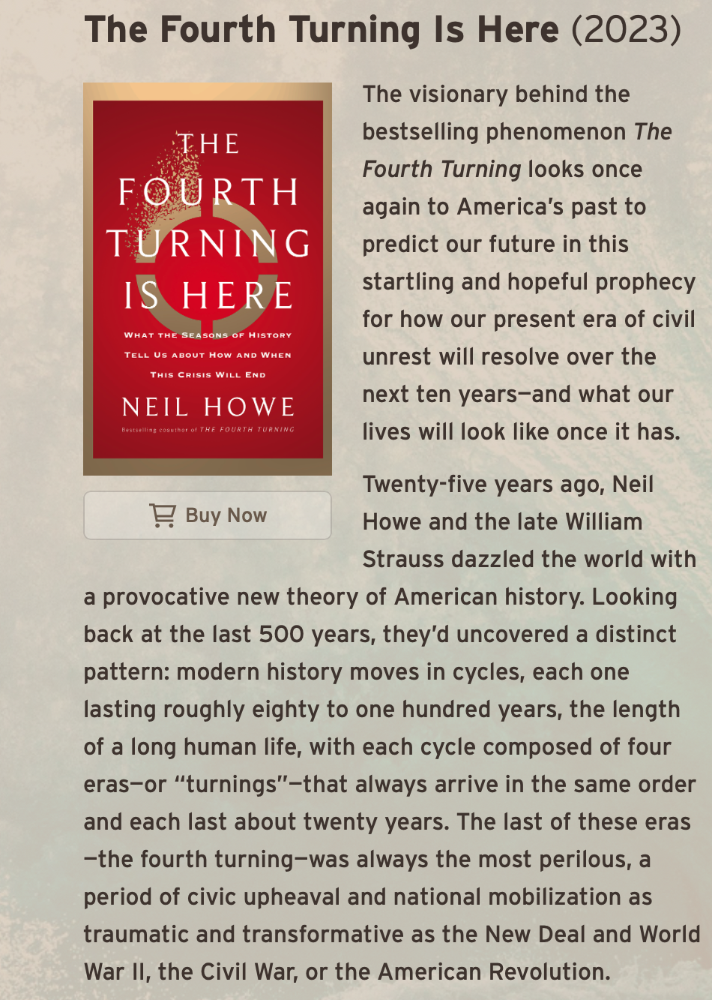 The Fourth Turning Is Here (2023)
THE
FOURTH
TURNING
IS HERE
WHAT THE SEASONS OF HISTORY
TELL US ABOUT HOW AND WHEN
THIS CRISIS WILL END
NEIL HOWE
Bestselling coauthor of THE FOURTH TURNING
Buy Now
The visionary behind the
bestselling phenomenon The
Fourth Turning looks once
again to America’s past to
predict our future in this
startling and hopeful prophecy
for how our present era of civil
unrest will resolve over the
next ten years—and what our
lives will look like once it has.
Twenty-five years ago, Neil
Howe and the late William
Strauss dazzled the world with
a provocative new theory of American history. Looking
back at the last 500 years, they’d uncovered a distinct
pattern: modern history moves in cycles, each one
lasting roughly eighty to one hundred years, the length
of a long human life, with each cycle composed of four
eras—or “turnings”—that always arrive in the same order
and each last about twenty years. The last of these eras
—the fourth turning—was always the most perilous, a
period of civic upheaval and national mobilization as
traumatic and transformative as the New Deal and World
War II, the Civil War, or the American Revolution.